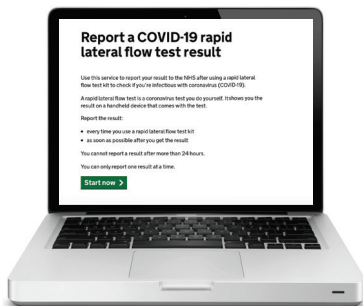 Report a COVID-19 rapid
lateral flow test result
Use this service to report your result to the NHS after using a rapid lateral
flow test kit to check if you're infectious with coronavirus (COVID-19).
A rapid lateral flow test is a coronavirus test you do yourself. It shows you the
result on a handheld device that comes with the test.
Report the result:
• every time you use a rapid lateral flow test kit
• as soon as possible after you get the result
You cannot report a result after more than 24 hours.
You can only report one result at a time.
Start now >